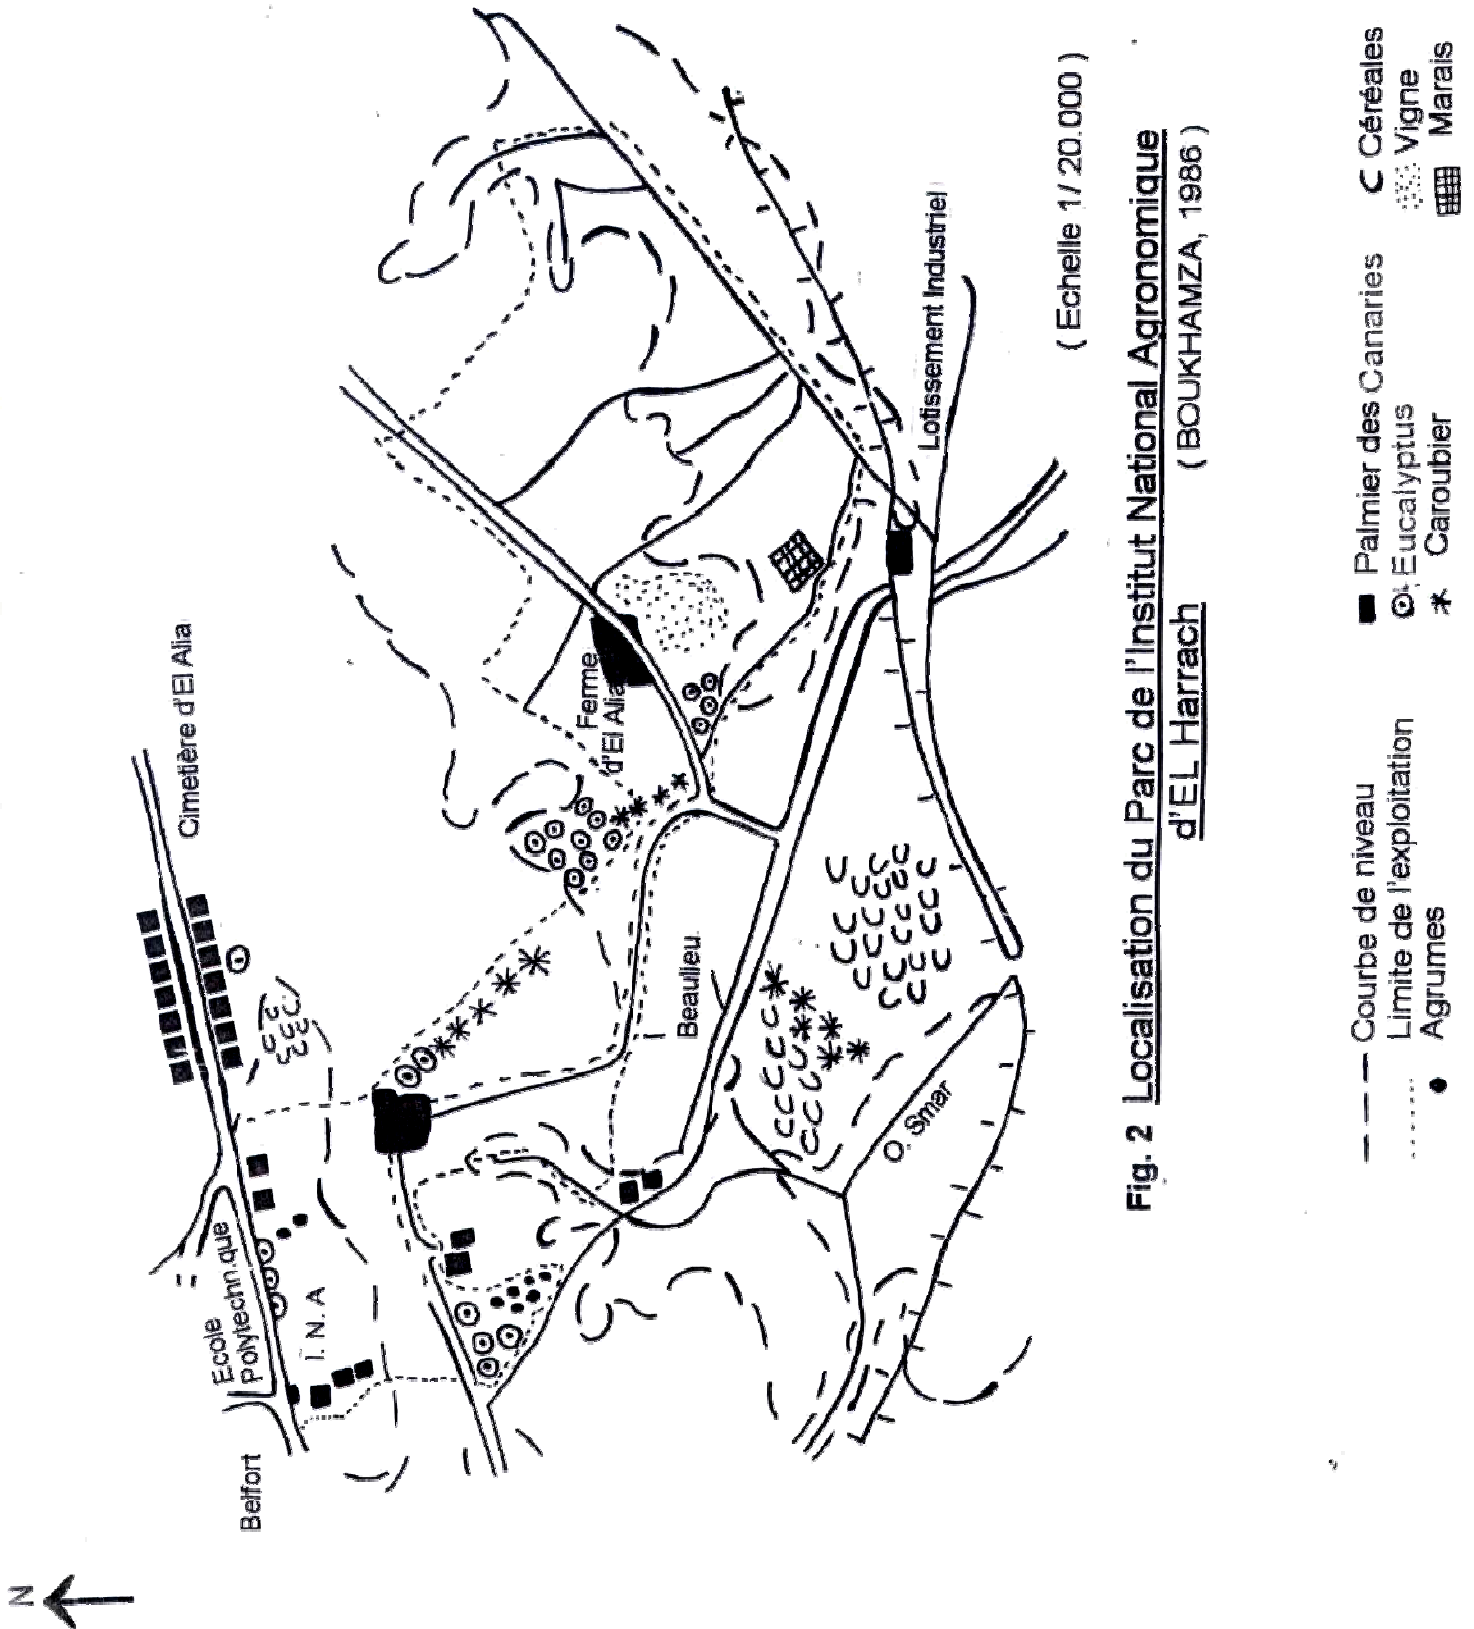 N
Belfort
Ecole
Polytechn.que
I.N.A
Cimetière d'El Alia
Ferme
d'El Alia
Beaulieu
O. Smar
Lotissement Industriel
( Echelle 1/ 20.000 )
Fig. 2 Localisation du Parc de l'Institut National Agronomique
d'EL Harrach
( BOUKHAMZA, 1986 )
Courbe de niveau
Limite de l'exploitation
Agrumes
Palmier des Canaries
Eucalyptus
Caroubier
Céréales
Vigne
Marais